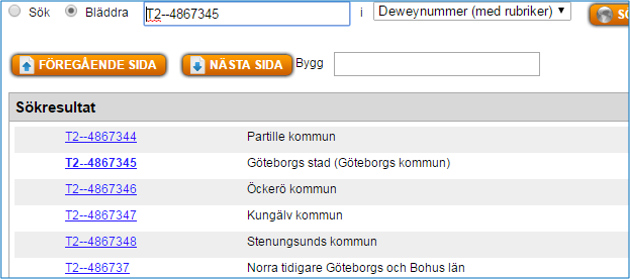 Sök Bläddra T2--4867345 i Deweynummer (med rubriker)
FÖREGÅENDE SIDA NÄSTA SIDA Bygg
Sökresultat
T2--4867344 Partille kommun
T2--4867345 Göteborgs stad (Göteborgs kommun)
T2--4867346 Öckerö kommun
T2--4867347 Kungälv kommun
T2--4867348 Stenungsunds kommun
T2--486737 Norra tidigare Göteborgs och Bohus län